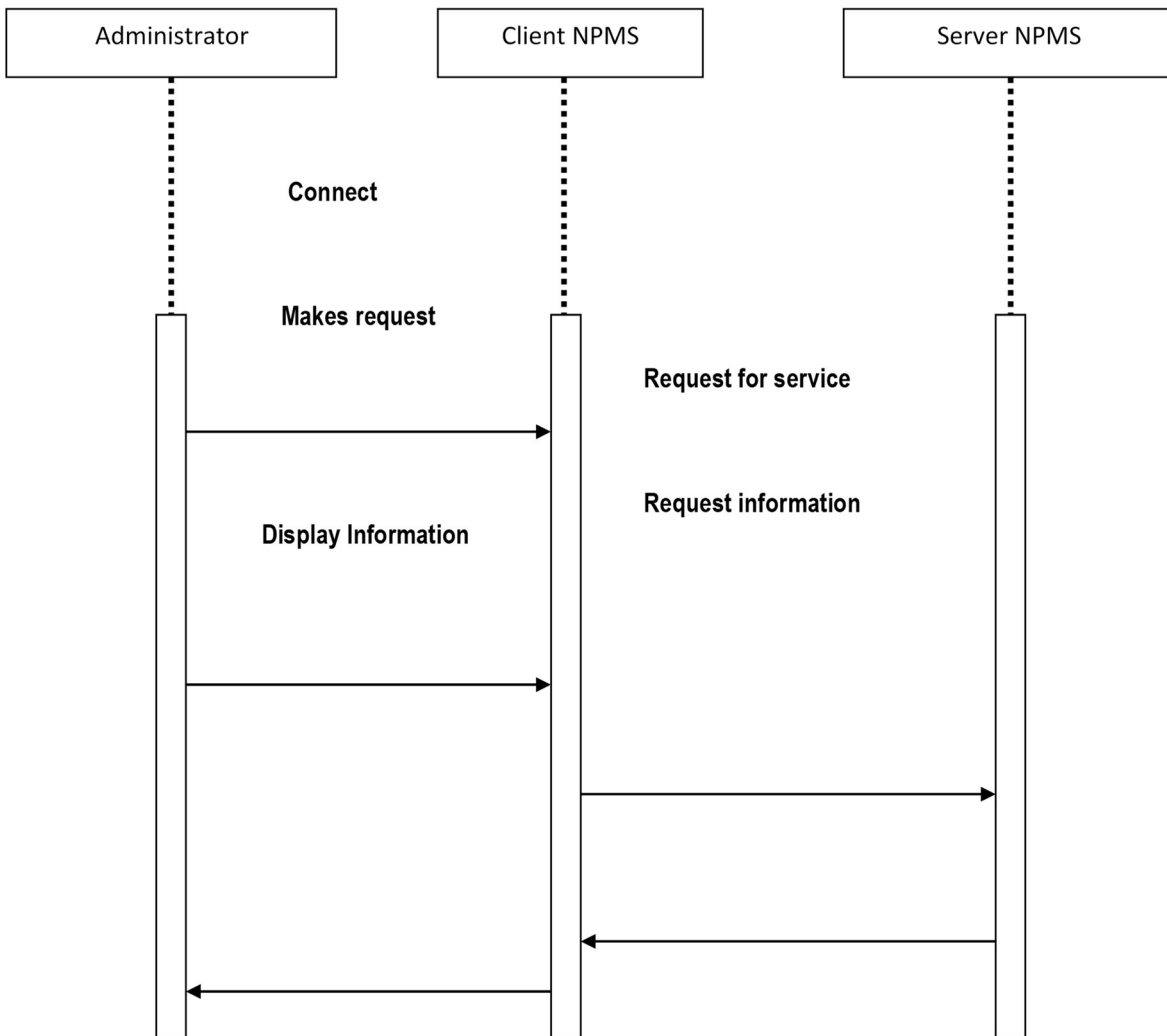 Administrator
Client NPMS
Server NPMS
Connect
Makes request
Request for service
Request information
Display Information